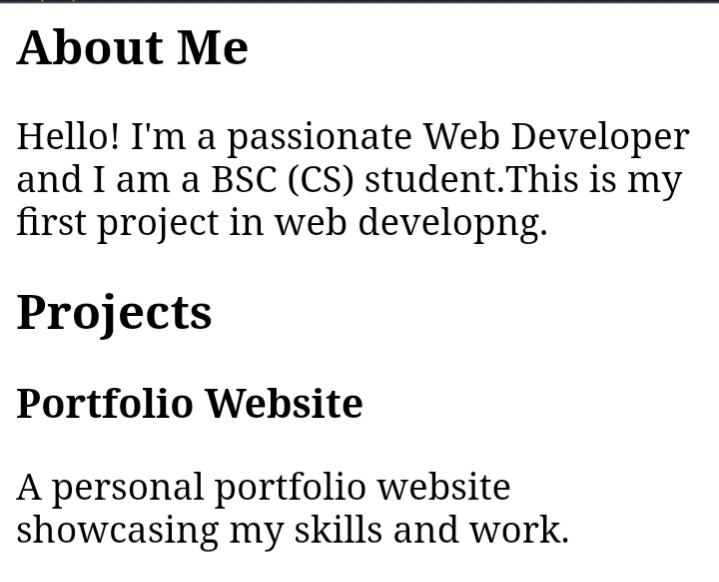 About Me
Hello! I'm a passionate Web Developer
and I am a BSC (CS) student.This is my
first project in web developng.
Projects
Portfolio Website
A personal portfolio website
showcasing my skills and work.